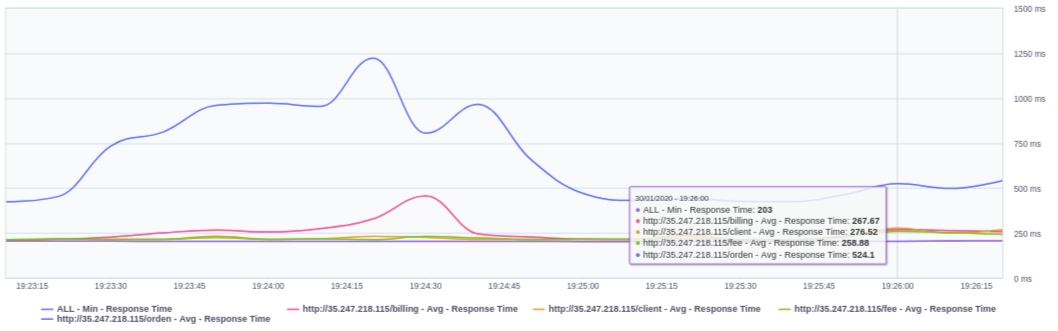 1500 ms
1250 ms
1000 ms
750 ms
500 ms
250 ms
0 ms
30/01/2020 - 19:26:00
ALL - Min - Response Time: 203
http://35.247.218.115/billing - Avg - Response Time: 267.67
http://35.247.218.115/client - Avg - Response Time: 276.52
http://35.247.218.115/fee - Avg - Response Time: 258.88
http://35.247.218.115/orden - Avg - Response Time: 524.1
19:23:15 19:23:30 19:23:45 19:24:00 19:24:15 19:24:30 19:24:45 19:25:00 19:25:15 19:25:30 19:25:45 19:26:00 19:26:15
ALL - Min - Response Time http://35.247.218.115/billing - Avg - Response Time http://35.247.218.115/client - Avg - Response Time http://35.247.218.115/fee - Avg - Response Time
http://35.247.218.115/orden - Avg - Response Time